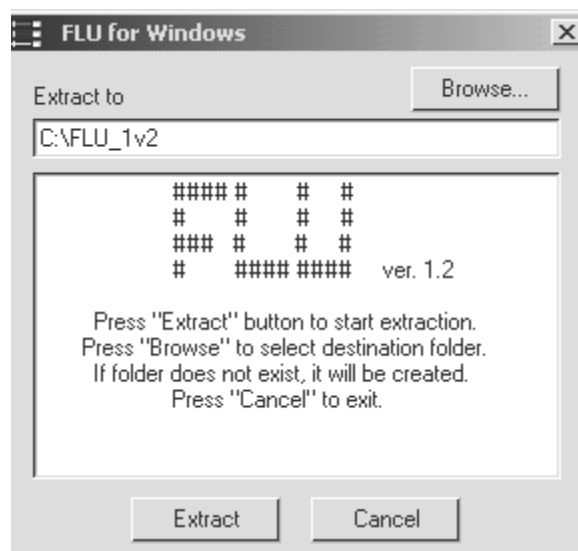 FLU for Windows
Browse...
Extract to
C:\FLU_1v2
#### #     #   #
#      #     #   #
###  #     #   #
#      #### ####   ver. 1.2
Press "Extract" button to start extraction.
Press "Browse" to select destination folder.
If folder does not exist, it will be created.
Press "Cancel" to exit.
Extract Cancel